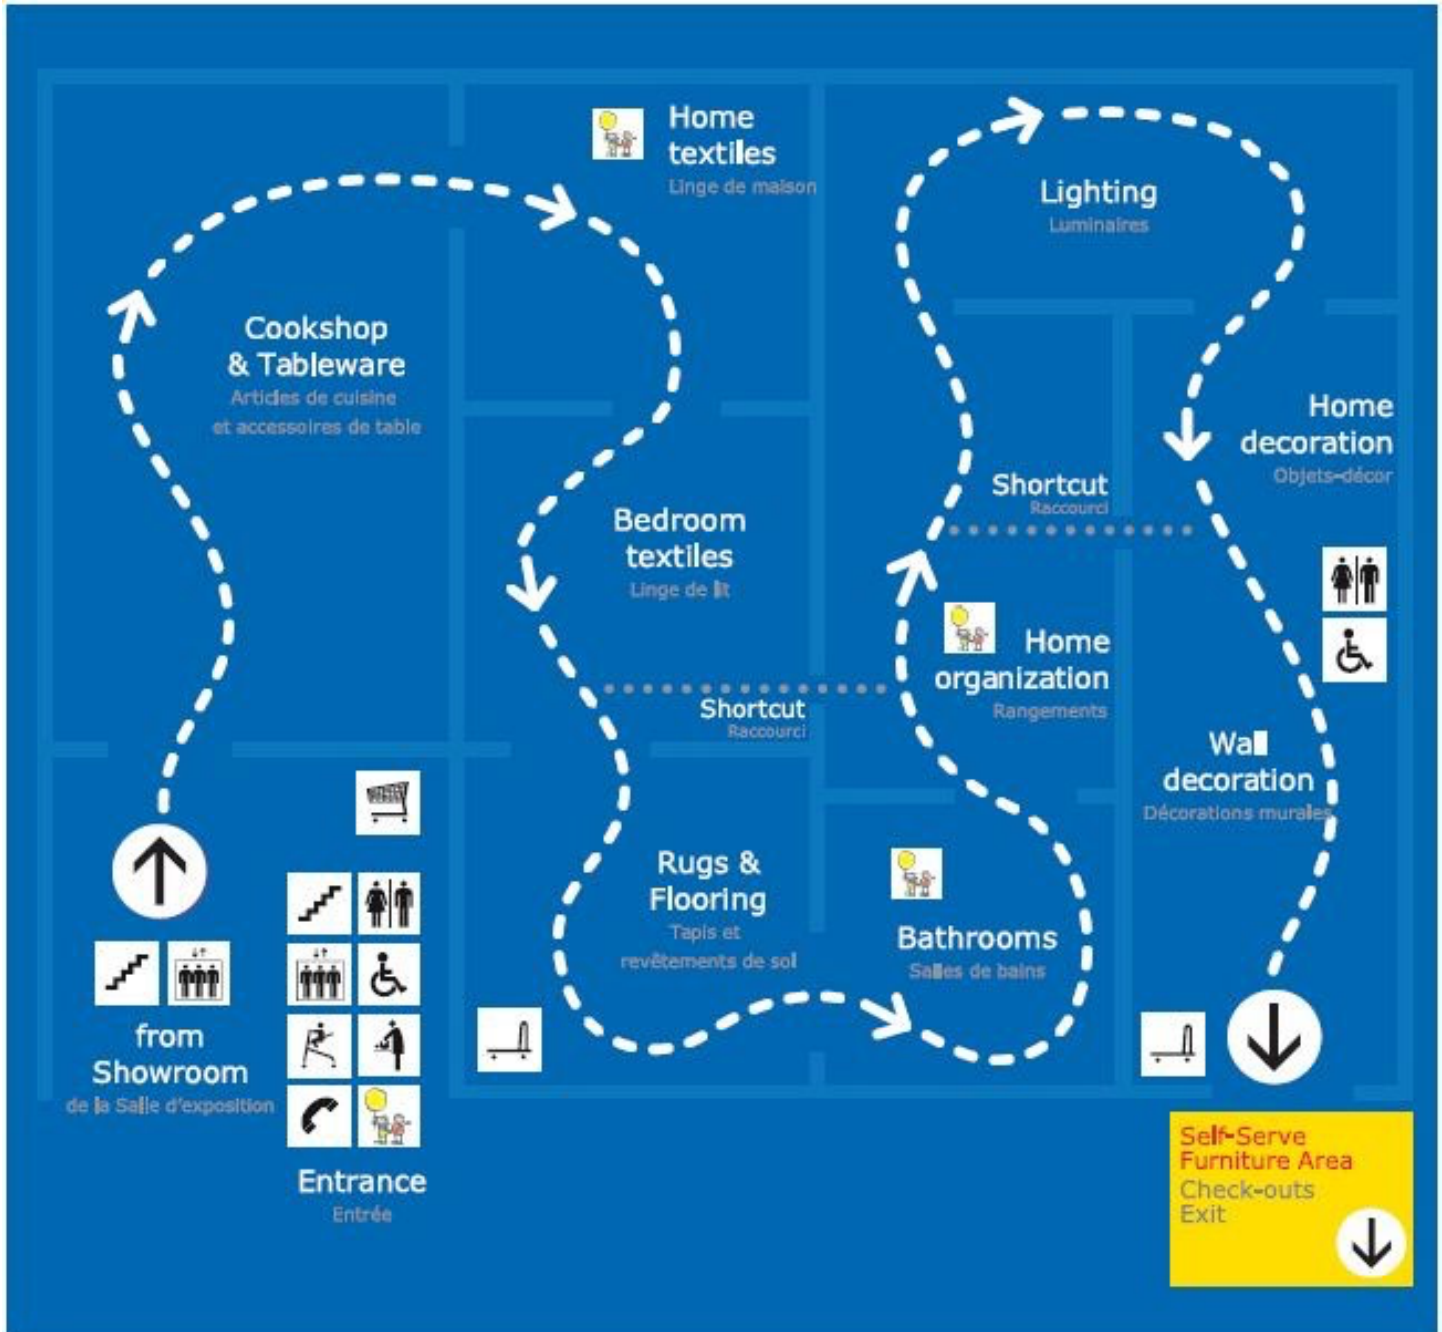 Home
textiles
Linge de maison
Lighting
Luminaires
Cookshop
& Tableware
Articles de cuisine
et accessoires de table
Home
decoration
Objets-décor
Shortcut
Raccourci
Bedroom
textiles
Linge de lit
Home
organization
Rangements
Shortcut
Raccourci
Wall
decoration
Décorations murales
Rugs &
Flooring
Tapis et
revêtements de sol
Bathrooms
Salles de bains
from
Showroom
de la Salle d'exposition
Entrance
Entrée
Self-Serve
Furniture Area
Check-outs
Exit